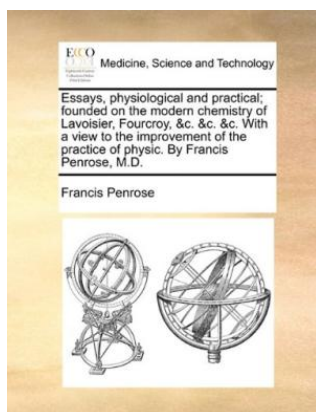 ECCO
Medicine, Science and Technology
Essays, physiological and practical;
founded on the modern chemistry of
Lavoisier, Fourcroy, &c. &c. &c. With
a view to the improvement of the
practice of physic. By Francis
Penrose, M.D.
Francis Penrose